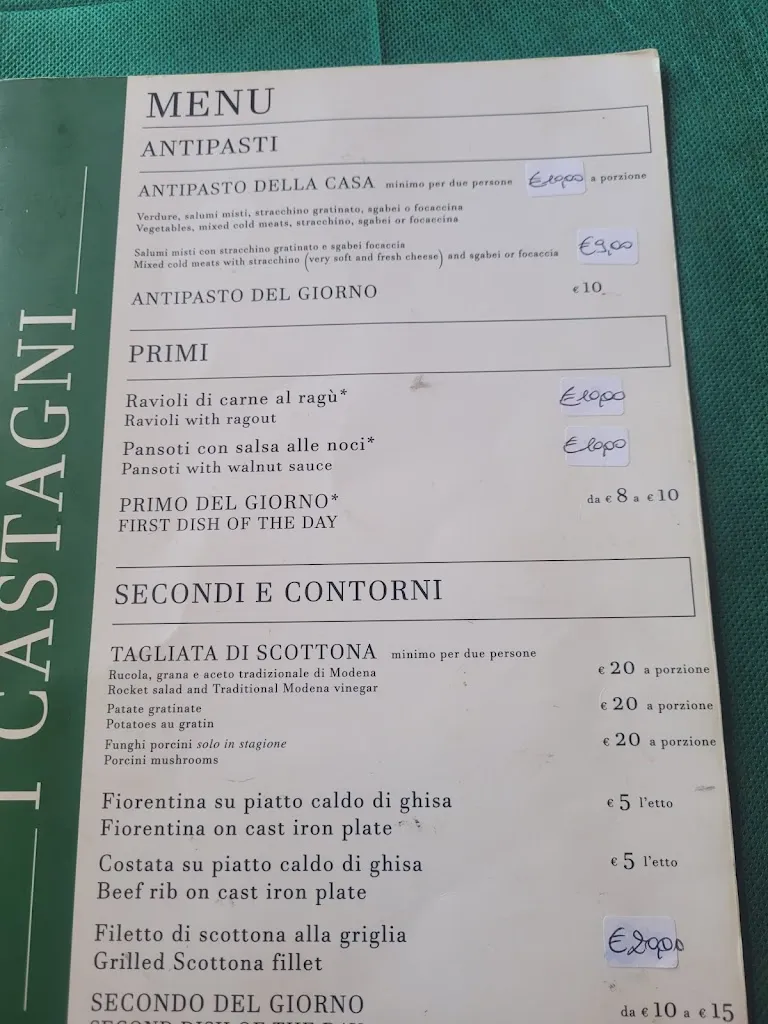 I CASTAGNI
MENU
ANTIPASTI
ANTIPASTO DELLA CASA minimo per due persone €10,00 a porzione
Verdure, salumi misti, stracchino gratinato, sgabei o focaccina
Vegetables, mixed cold meats, stracchino, sgabei or focaccina
Salumi misti con stracchino gratinato e sgabei focaccia €9,00
Mixed cold meats with stracchino (very soft and fresh cheese) and sgabei or focaccia
ANTIPASTO DEL GIORNO € 10
PRIMI
Ravioli di carne al ragù* €10,00
Ravioli with ragout
Pansoti con salsa alle noci* €10,00
Pansoti with walnut sauce
PRIMO DEL GIORNO* da € 8 a € 10
FIRST DISH OF THE DAY
SECONDI E CONTORNI
TAGLIATA DI SCOTTONA minimo per due persone
Rucola, grana e aceto tradizionale di Modena € 20 a porzione
Rocket salad and Traditional Modena vinegar
Patate gratinate € 20 a porzione
Potatoes au gratin
Funghi porcini solo in stagione € 20 a porzione
Porcini mushrooms
Fiorentina su piatto caldo di ghisa € 5 l'etto
Fiorentina on cast iron plate
Costata su piatto caldo di ghisa € 5 l'etto
Beef rib on cast iron plate
Filetto di scottona alla griglia €20,00
Grilled Scottona fillet
SECONDO DEL GIORNO da € 10 a € 15
SECOND DISH OF THE DAY